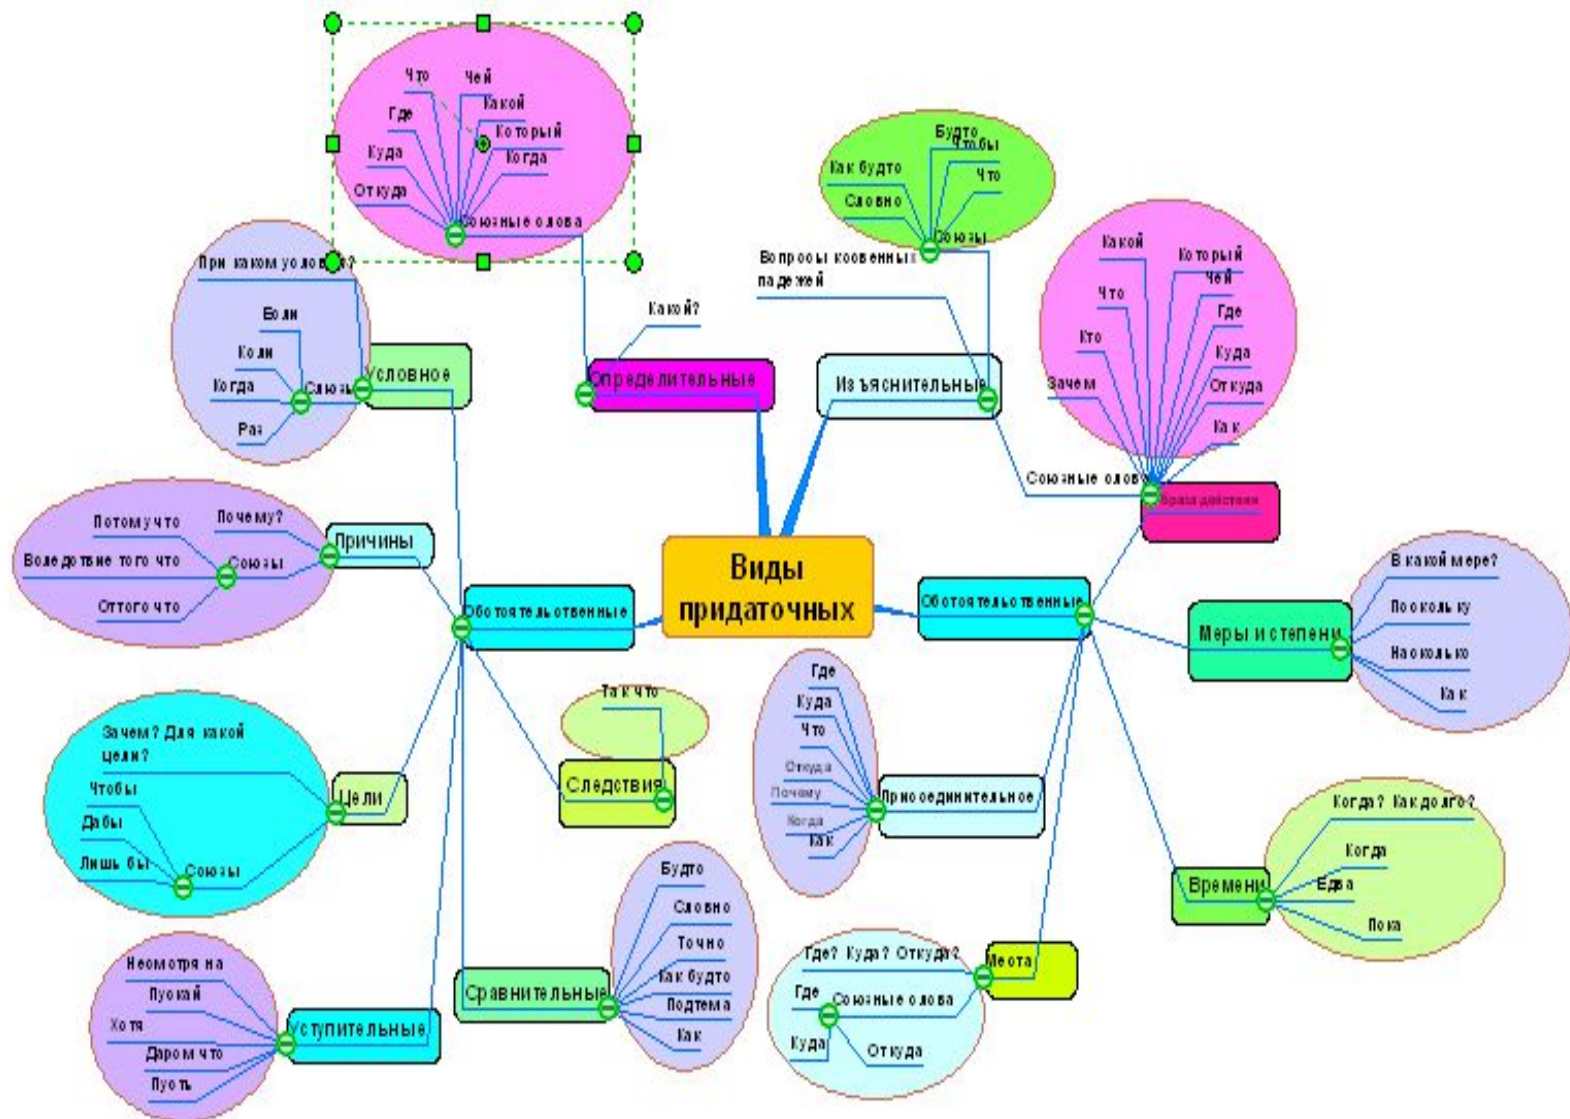 Что
Чей
Какой
Где
Который
Куда
Когда
Откуда
Союзные слова
Будто
Чтобы
Как будто
Что
Словно
Союзы
Вопросы косвенных
падежей
Какой
Который
Чей
Что
Где
Кто
Куда
Зачем
Откуда
Как
Союзные слова
При каком условии?
Если
Коли
Когда
Союзы
Раз
Условное
Какой?
Определительные
Изъяснительные
Образа действия
Потому что
Почему?
Вследствие того что
Союзы
Оттого что
Причины
Виды
придаточных
Обстоятельственные
Обстоятельственные
В какой мере?
Поскольку
Насколько
Как
Меры и степени
Зачем? Для какой
цели?
Чтобы
Дабы
Лишь бы
Союзы
Цели
Так что
Следствия
Где
Куда
Что
Откуда
Почему
Когда
Как
Присоединительное
Когда? Как долго?
Когда
Едва
Пока
Времени
Несмотря на
Пускай
Хотя
Даром что
Пусть
Уступительные
Сравнительные
Будто
Словно
Точно
Как будто
Подтема
Как
Где? Куда? Откуда?
Где
Союзные слова
Куда
Откуда
Места